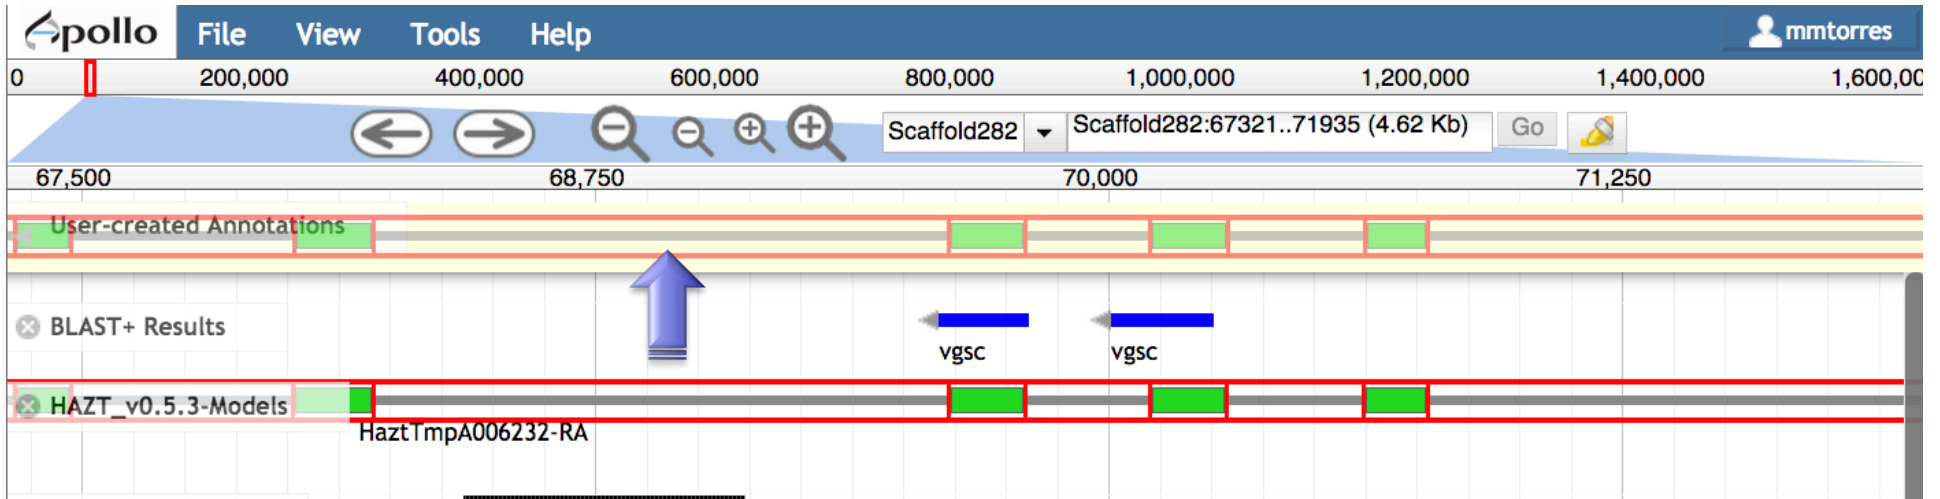 Apollo File View Tools Help mmtorres
0 200,000 400,000 600,000 800,000 1,000,000 1,200,000 1,400,000 1,600,00
Scaffold282 Scaffold282:67321..71935 (4.62 Kb) Go
67,500 68,750 70,000 71,250
User-created Annotations
BLAST+ Results
vgsc vgsc
HAZT_v0.5.3-Models
HaztTmpA006232-RA